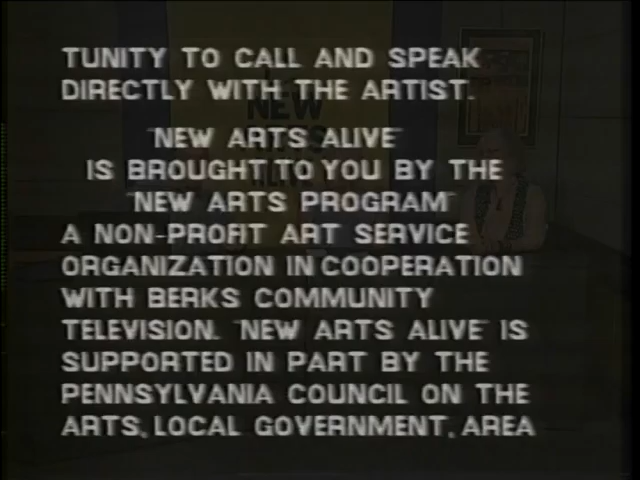 TUNITY TO CALL AND SPEAK
DIRECTLY WITH THE ARTIST.
"NEW ARTS ALIVE"
IS BROUGHT TO YOU BY THE
"NEW ARTS PROGRAM"
A NON-PROFIT ART SERVICE
ORGANIZATION IN COOPERATION
WITH BERKS COMMUNITY
TELEVISION. "NEW ARTS ALIVE" IS
SUPPORTED IN PART BY THE
PENNSYLVANIA COUNCIL ON THE
ARTS, LOCAL GOVERNMENT, AREA
NEW